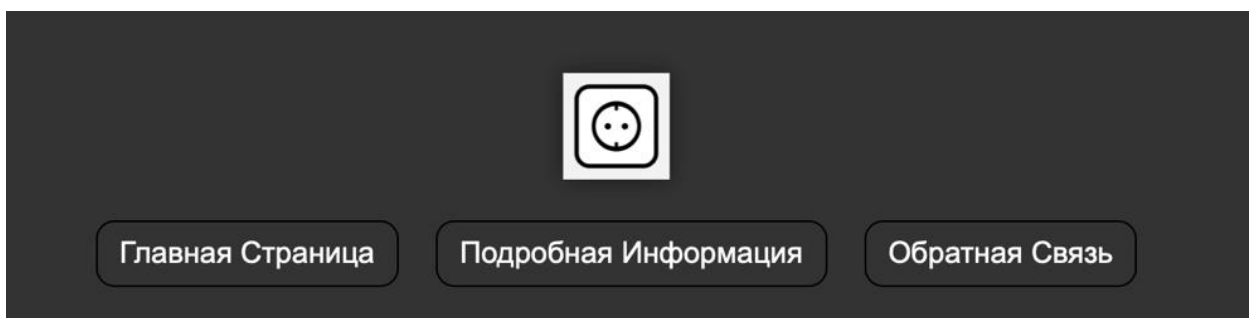 Главная Страница
Подробная Информация
Обратная Связь